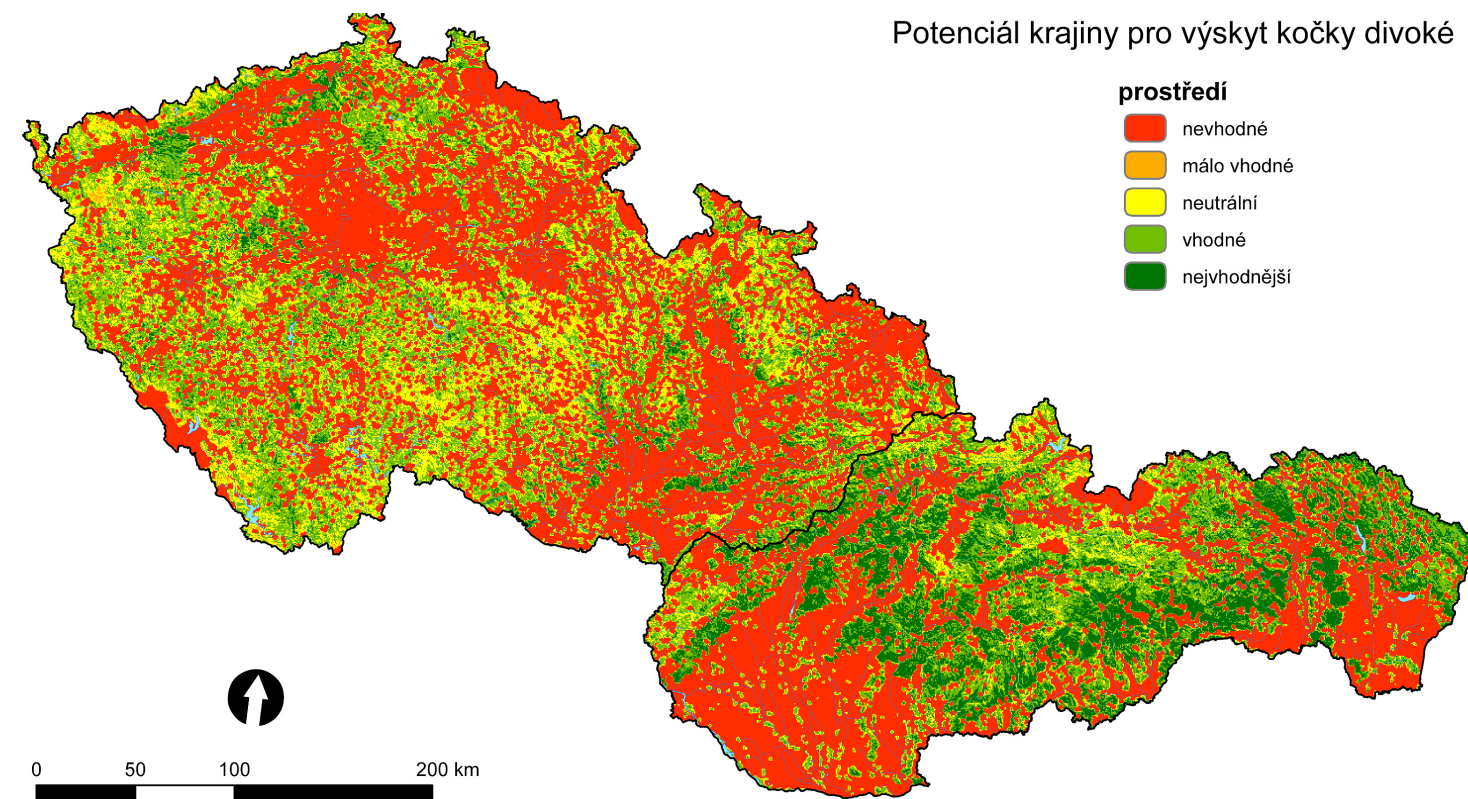 Potenciál krajiny pro výskyt kočky divoké
prostředí
nevhodné
málo vhodné
neutrální
vhodné
nejvhodnější
0 50 100 200 km